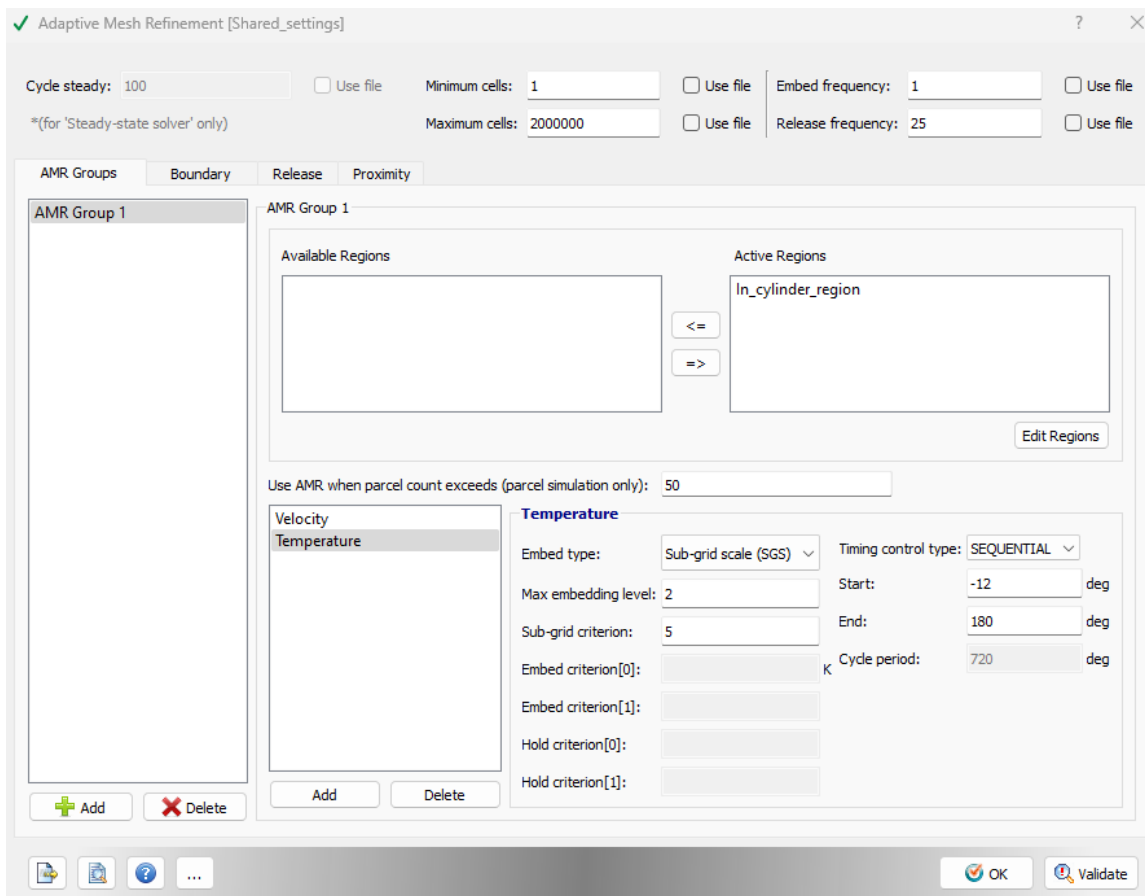 Adaptive Mesh Refinement [Shared_settings]
?
Cycle steady: 100 Use file Minimum cells: 1 Use file Embed frequency: 1 Use file
*(for 'Steady-state solver' only) Maximum cells: 2000000 Use file Release frequency: 25 Use file
AMR Groups Boundary Release Proximity
AMR Group 1
AMR Group 1
Available Regions Active Regions
In_cylinder_region
<=
=>
Edit Regions
Use AMR when parcel count exceeds (parcel simulation only): 50
Velocity
Temperature
Temperature
Embed type: Sub-grid scale (SGS) Timing control type: SEQUENTIAL
Max embedding level: 2 Start: -12 deg
Sub-grid criterion: 5 End: 180 deg
Embed criterion[0]: K Cycle period: 720 deg
Embed criterion[1]:
Hold criterion[0]:
Hold criterion[1]:
Add Delete
Add Delete
?
...
OK Validate